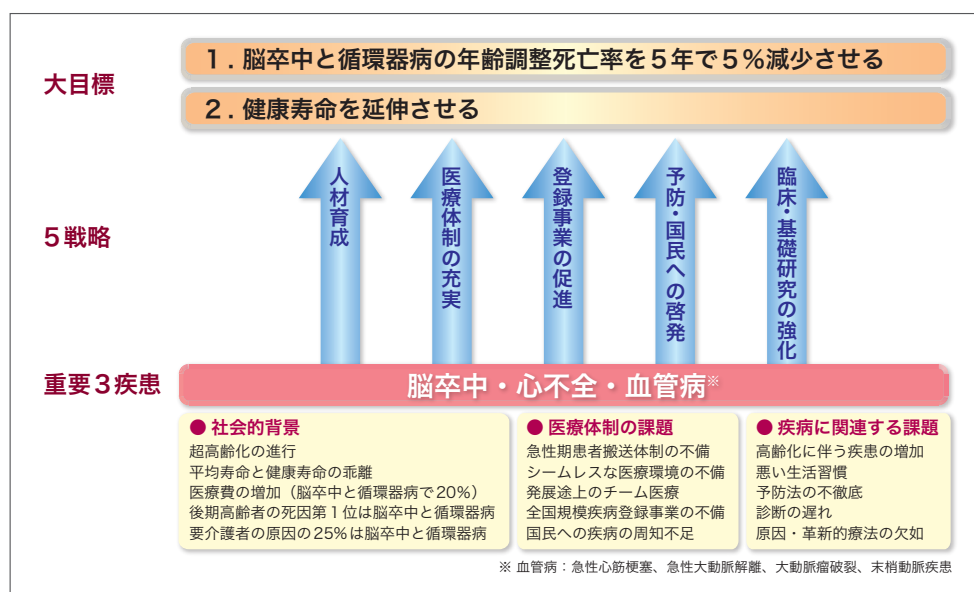 大目標
1．脳卒中と循環器病の年齢調整死亡率を5年で5％減少させる
2．健康寿命を延伸させる
5戦略
人材育成
医療体制の充実
登録事業の促進
予防・国民への啓発
臨床・基礎研究の強化
重要3疾患
脳卒中・心不全・血管病※
● 社会的背景
超高齢化の進行
平均寿命と健康寿命の乖離
医療費の増加（脳卒中と循環器病で20％）
後期高齢者の死因第1位は脳卒中と循環器病
要介護者の原因の25％は脳卒中と循環器病
● 医療体制の課題
急性期患者搬送体制の不備
シームレスな医療環境の不備
発展途上のチーム医療
全国規模疾病登録事業の不備
国民への疾病の周知不足
● 疾病に関連する課題
高齢化に伴う疾患の増加
悪い生活習慣
予防法の不徹底
診断の遅れ
原因・革新的療法の欠如
※ 血管病：急性心筋梗塞、急性大動脈解離、大動脈瘤破裂、末梢動脈疾患